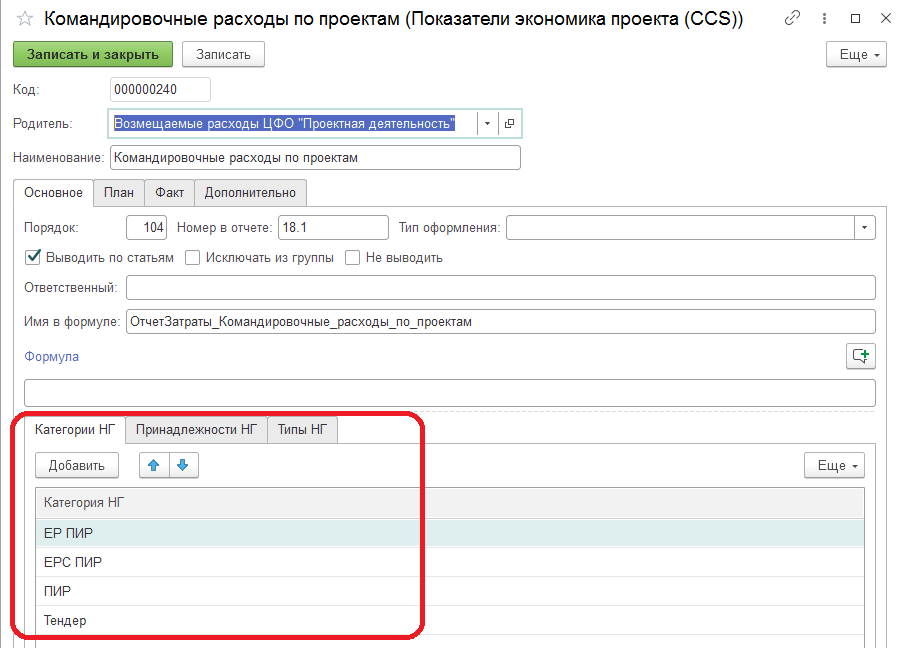 Командировочные расходы по проектам (Показатели экономика проекта (CCS))
Записать и закрыть Записать Еще
Код: 000000240
Родитель: Возмещаемые расходы ЦФО "Проектная деятельность"
Наименование: Командировочные расходы по проектам
Основное План Факт Дополнительно
Порядок: 104 Номер в отчете: 18.1 Тип оформления:
Выводить по статьям Исключать из группы Не выводить
Ответственный:
Имя в формуле: ОтчетЗатраты_Командировочные_расходы_по_проектам
Формула
Категории НГ Принадлежности НГ Типы НГ
Добавить Еще
Категория НГ
ЕР ПИР
ЕРС ПИР
ПИР
Тендер